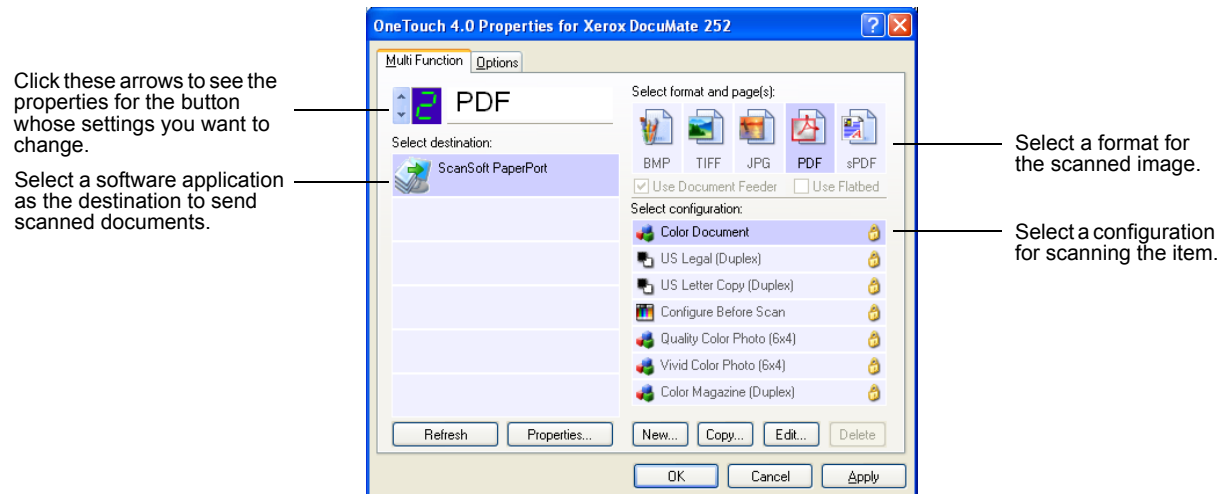 OneTouch 4.0 Properties for Xerox DocuMate 252
Multi Function
Options
Click these arrows to see the
properties for the button
whose settings you want to
change.
Select a software application
as the destination to send
scanned documents.
2
PDF
Select destination:
ScanSoft PaperPort
Refresh
Properties...
Select format and page(s):
BMP
TIFF
JPG
PDF
sPDF
Use Document Feeder
Use Flatbed
Select configuration:
Color Document
US Legal (Duplex)
US Letter Copy (Duplex)
Configure Before Scan
Quality Color Photo (6x4)
Vivid Color Photo (6x4)
Color Magazine (Duplex)
New...
Copy...
Edit...
Delete
OK
Cancel
Apply
Select a format for
the scanned image.
Select a configuration
for scanning the item.